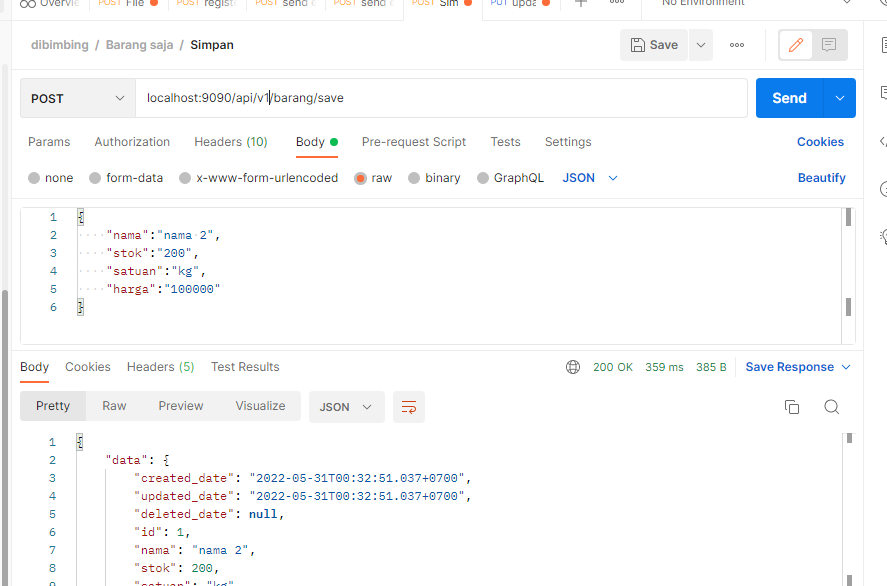 Overvie POST File POST regist POST send POST send POST Sim PUT upda No Environment
dibimbing / Barang saja / Simpan Save
POST localhost:9090/api/v1/barang/save Send
Params Authorization Headers (10) Body Pre-request Script Tests Settings Cookies
none form-data x-www-form-urlencoded raw binary GraphQL JSON Beautify
1 {
2 "nama":"nama 2",
3 "stok":"200",
4 "satuan":"kg",
5 "harga":"100000"
6 }
Body Cookies Headers (5) Test Results 200 OK 359 ms 385 B Save Response
Pretty Raw Preview Visualize JSON
1 {
2 "data": {
3 "created_date": "2022-05-31T00:32:51.037+0700",
4 "updated_date": "2022-05-31T00:32:51.037+0700",
5 "deleted_date": null,
6 "id": 1,
7 "nama": "nama 2",
8 "stok": 200,
9 "satuan": "kg"